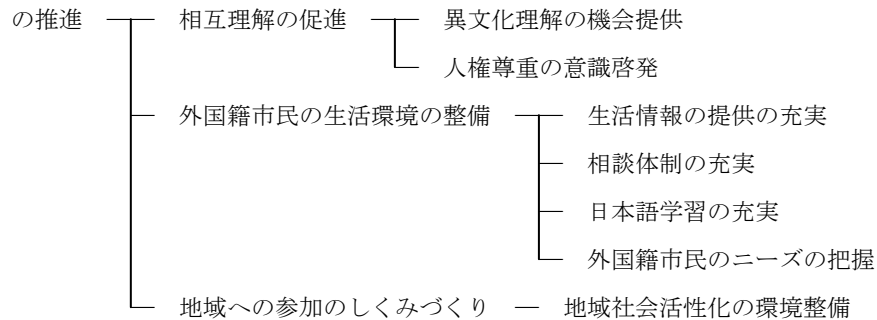 の推進 相互理解の促進 異文化理解の機会提供
人権尊重の意識啓発
外国籍市民の生活環境の整備 生活情報の提供の充実
相談体制の充実
日本語学習の充実
外国籍市民のニーズの把握
地域への参加のしくみづくり 地域社会活性化の環境整備